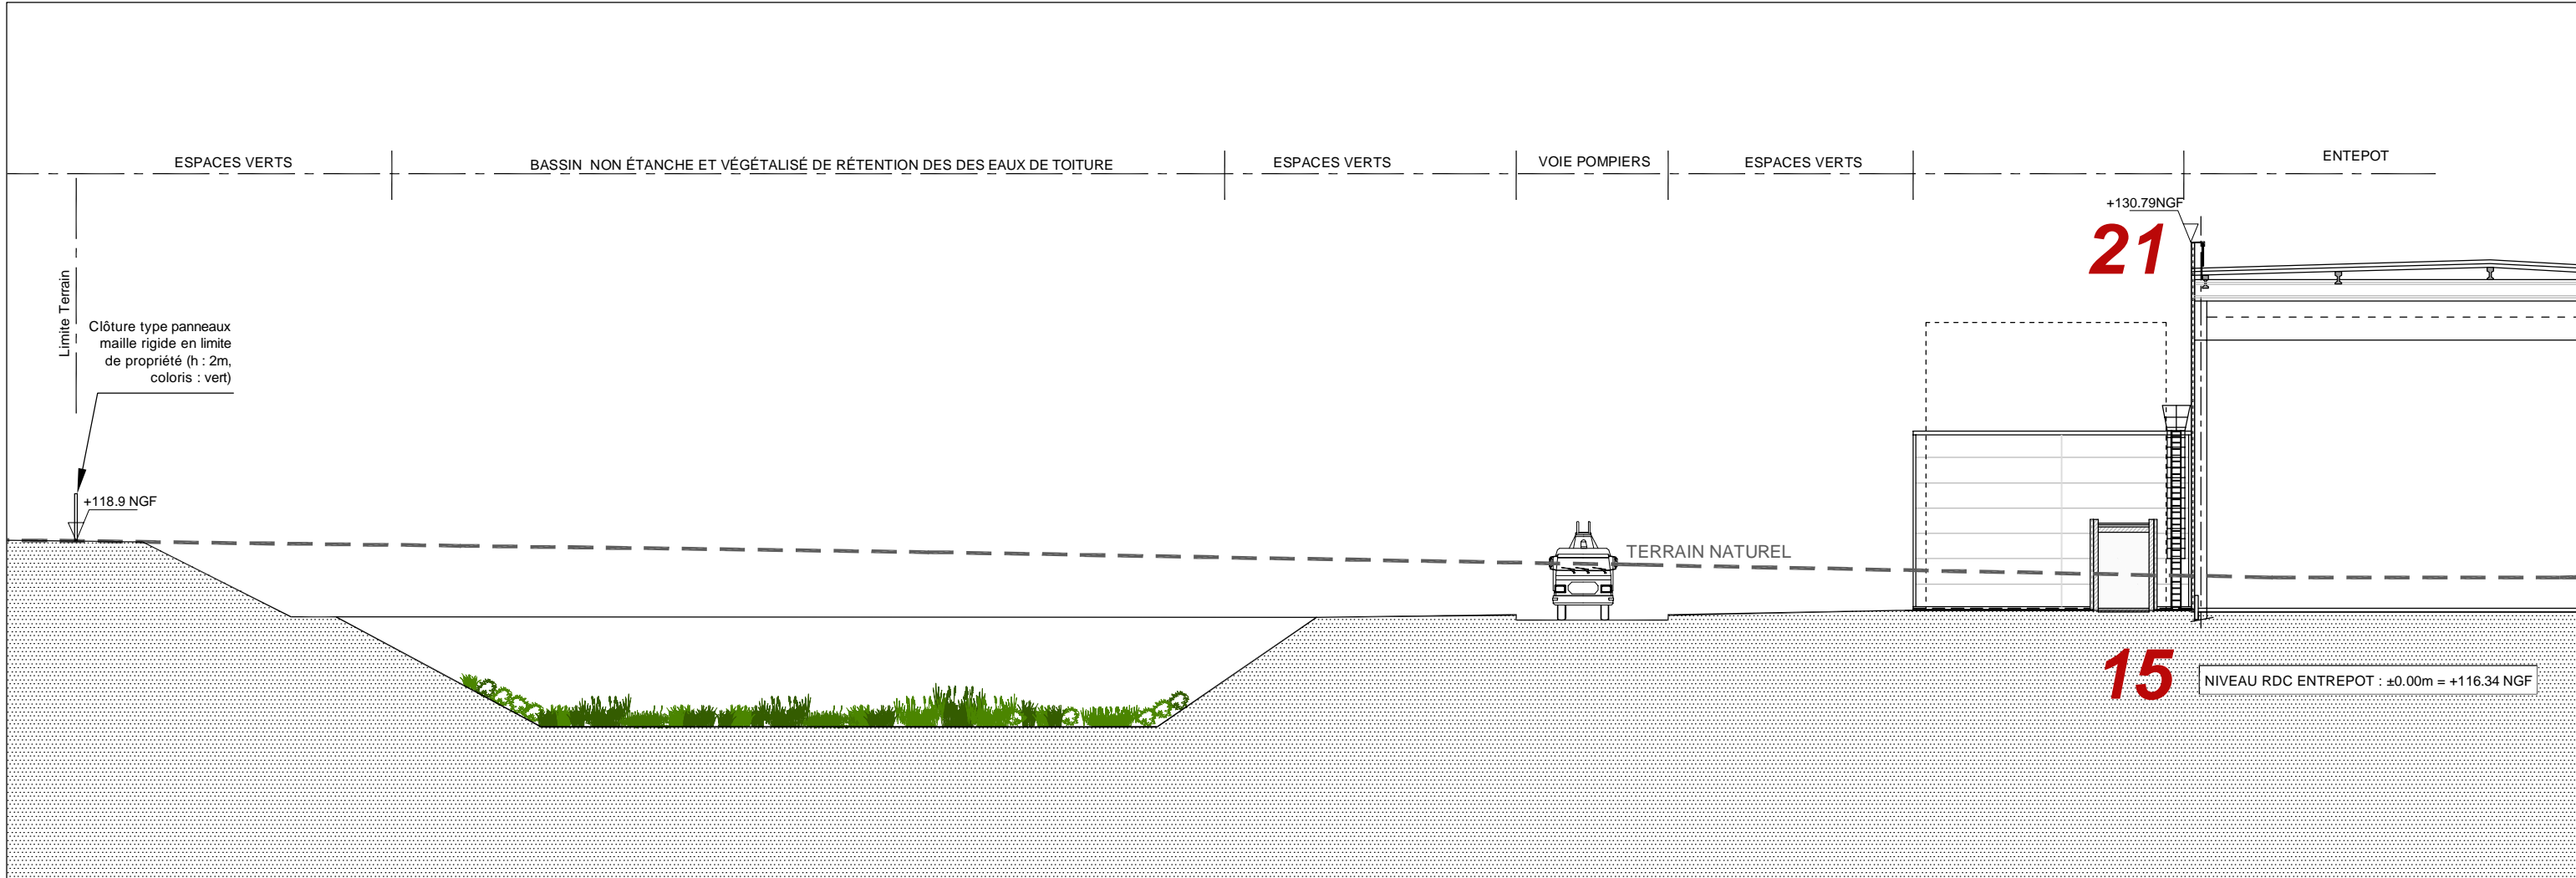 ESPACES VERTS
BASSIN NON ÉTANCHE ET VÉGÉTALISÉ DE RÉTENTION DES DES EAUX DE TOITURE
ESPACES VERTS
VOIE POMPIERS
ESPACES VERTS
ENTEPOT
+130.79NGF
21
Limite Terrain
Clôture type panneaux
maille rigide en limite
de propriété (h : 2m,
coloris : vert)
+118.9 NGF
TERRAIN NATUREL
15
NIVEAU RDC ENTREPOT : ±0.00m = +116.34 NGF